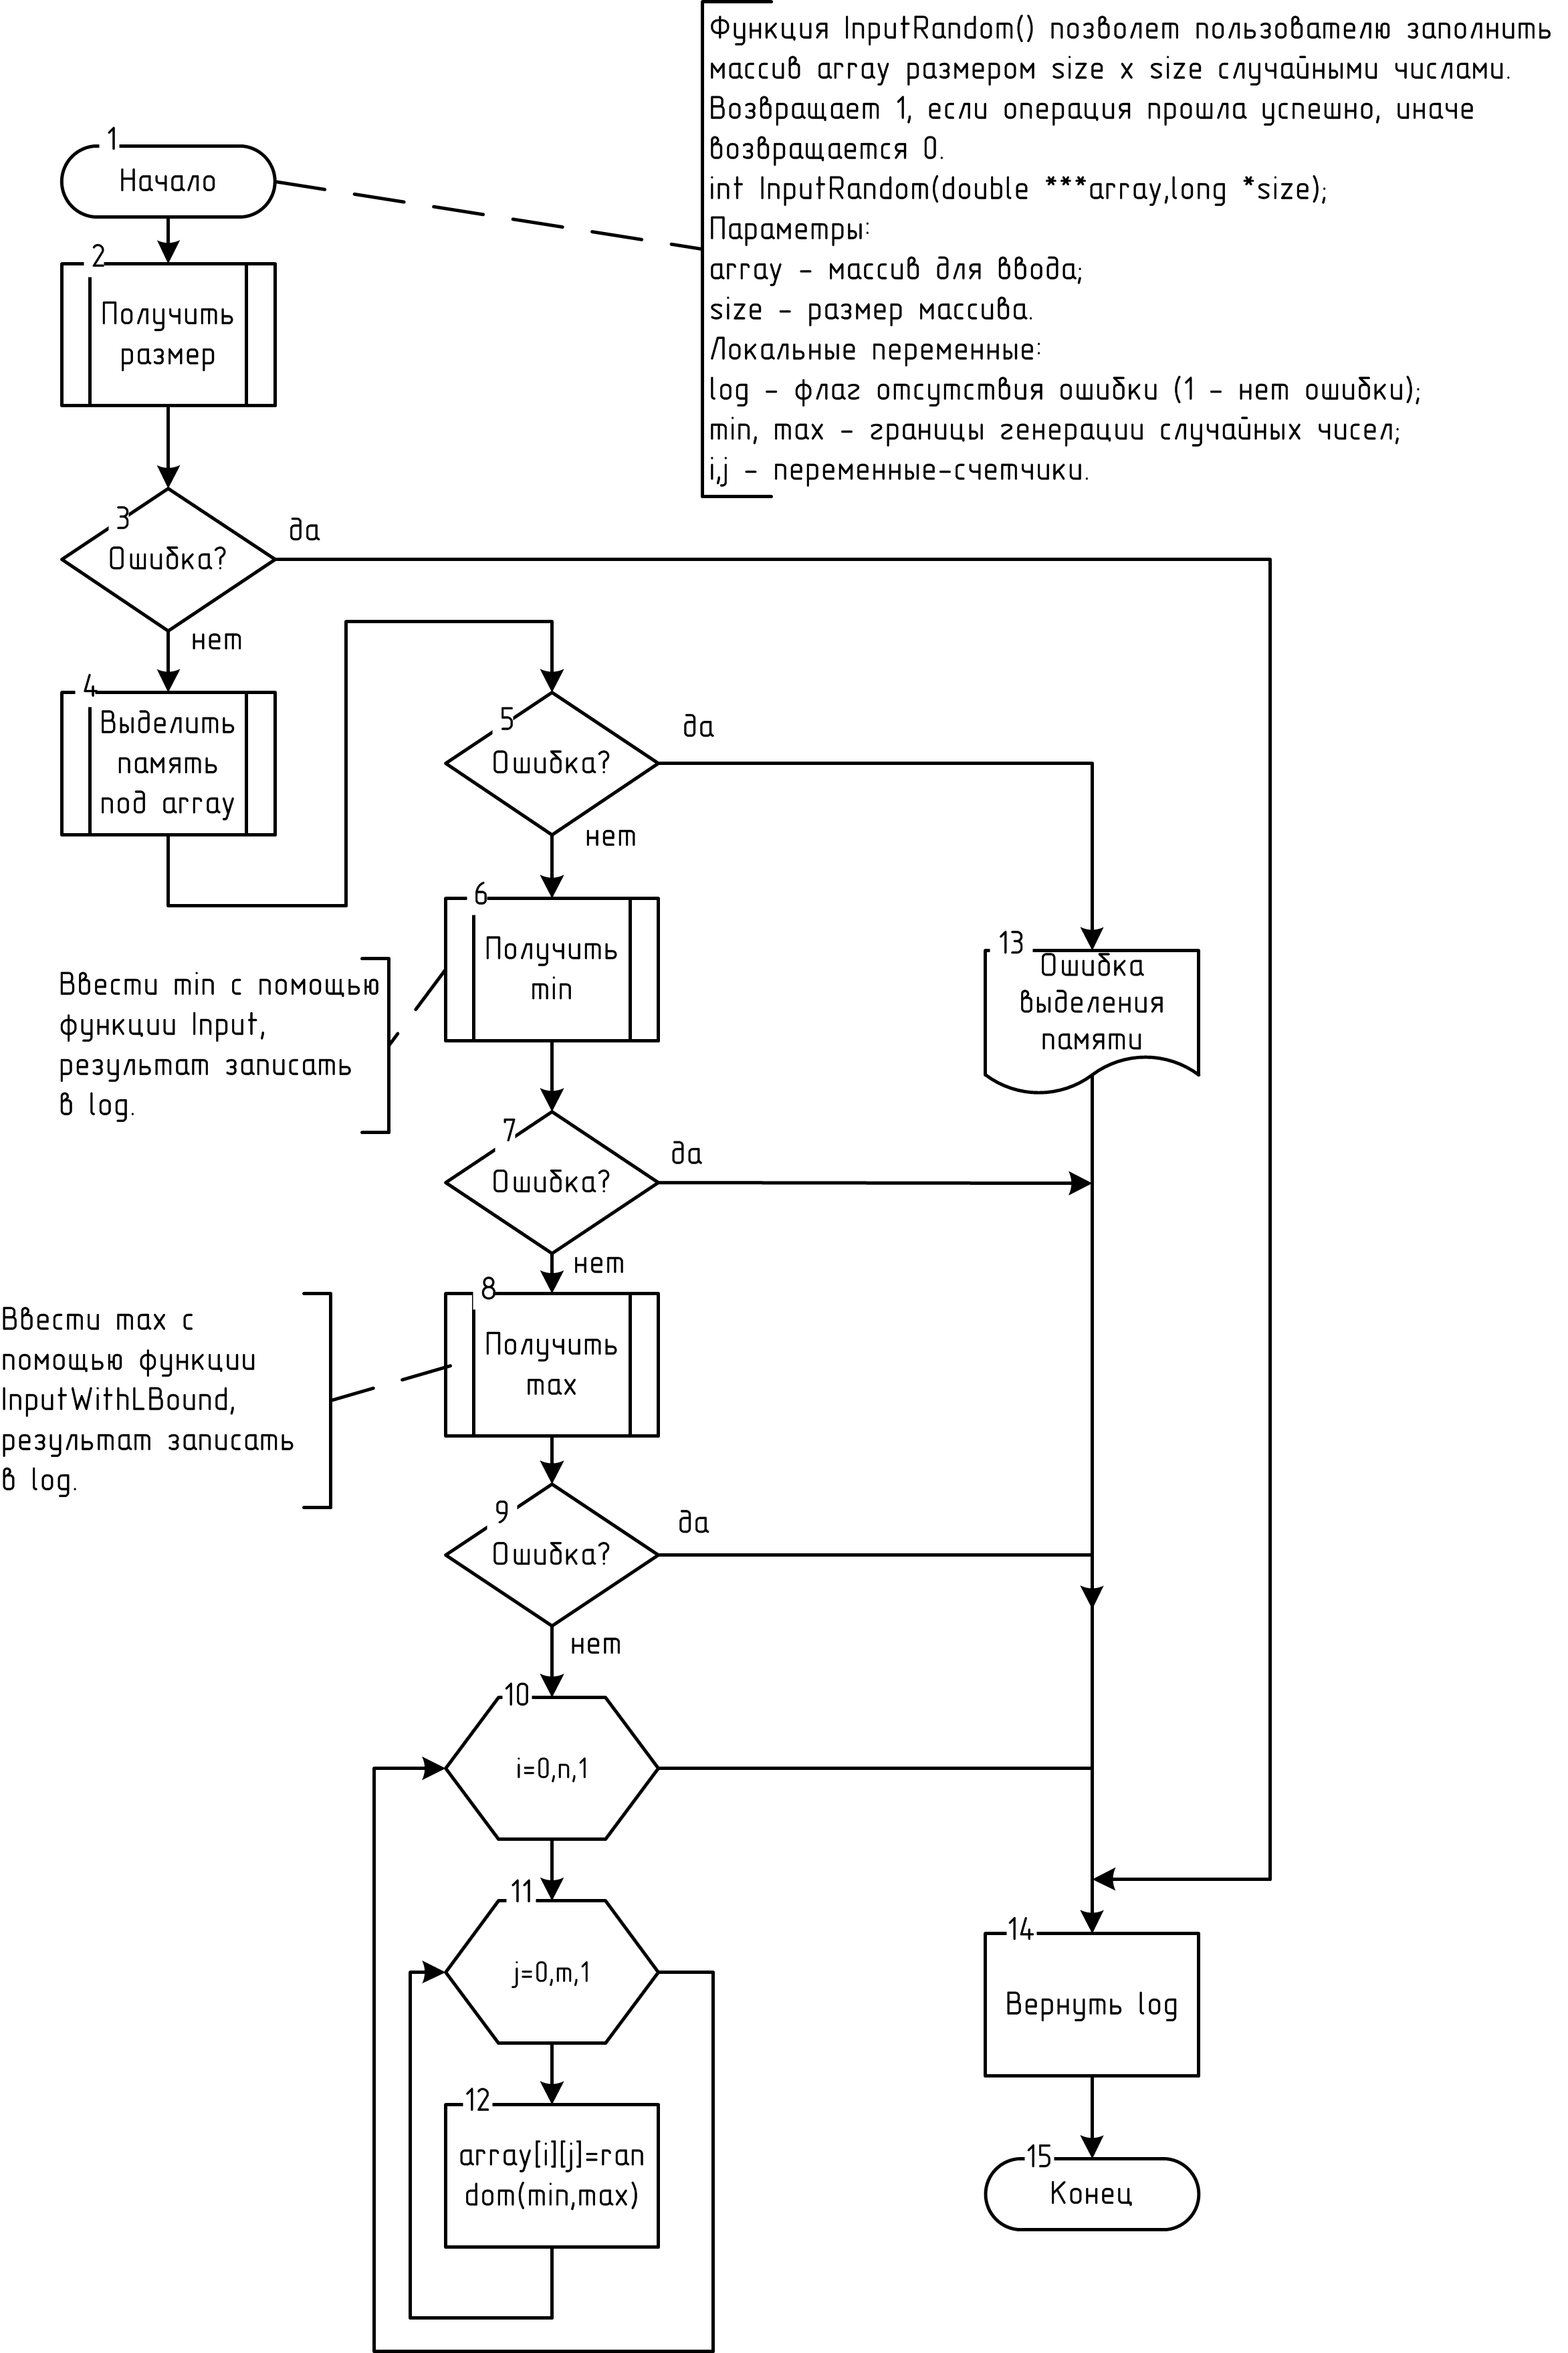 Функция InputRandom() позволет пользователю заполнить
массив array размером size x size случайными числами.
Возвращает 1, если операция прошла успешно, иначе
возвращается 0.
int InputRandom(double ***array,long *size);
Параметры:
array - массив для ввода;
size - размер массива.
Локальные переменные:
log - флаг отсутствия ошибки (1 - нет ошибки);
min, max - границы генерации случайных чисел;
i,j - переменные-счетчики.
1
Начало
2
Получить
размер
3
Ошибка?
да
нет
4
Выделить
память
под array
5
Ошибка?
да
нет
6
Получить
min
Ввести min с помощью
функции Input,
результат записать
в log.
13
Ошибка
выделения
памяти
7
Ошибка?
да
нет
8
Получить
max
Ввести max с
помощью функции
InputWithLBound,
результат записать
в log.
9
Ошибка?
да
нет
10
i=0,n,1
11
j=0,m,1
12
array[i][j]=ran
dom(min,max)
14
Вернуть log
15
Конец